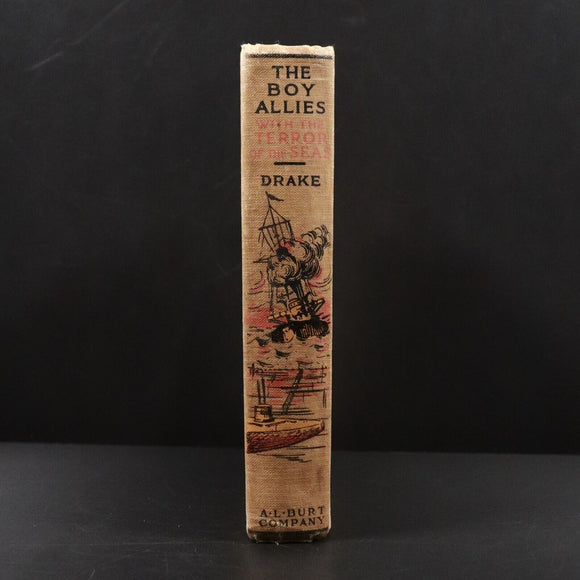 THE
BOY
ALLIES
WITH THE
TERROR
OF THE SEAS
DRAKE
A·L·BURT
COMPANY